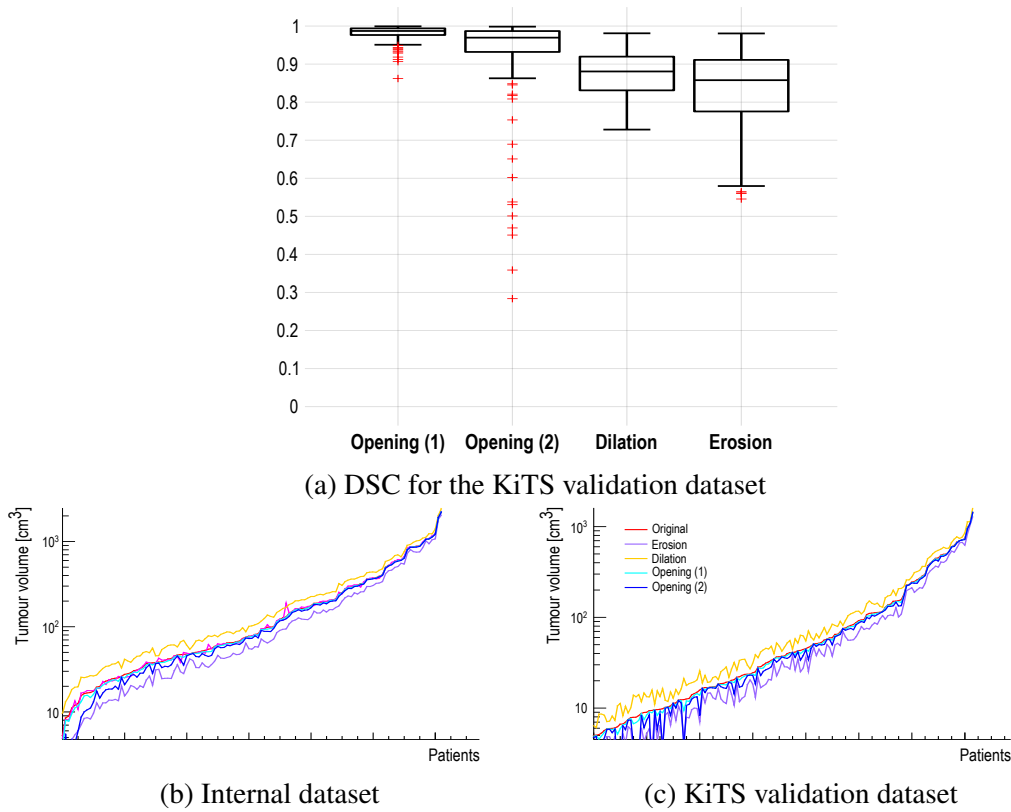 1
0.9
0.8
0.7
0.6
0.5
0.4
0.3
0.2
0.1
0
Opening (1) Opening (2) Dilation Erosion
(a) DSC for the KiTS validation dataset
Tumour volume [cm³]
10³
10²
10
Patients
(b) Internal dataset
Tumour volume [cm³]
10³
10²
10
Original
Erosion
Dilation
Opening (1)
Opening (2)
Patients
(c) KiTS validation dataset